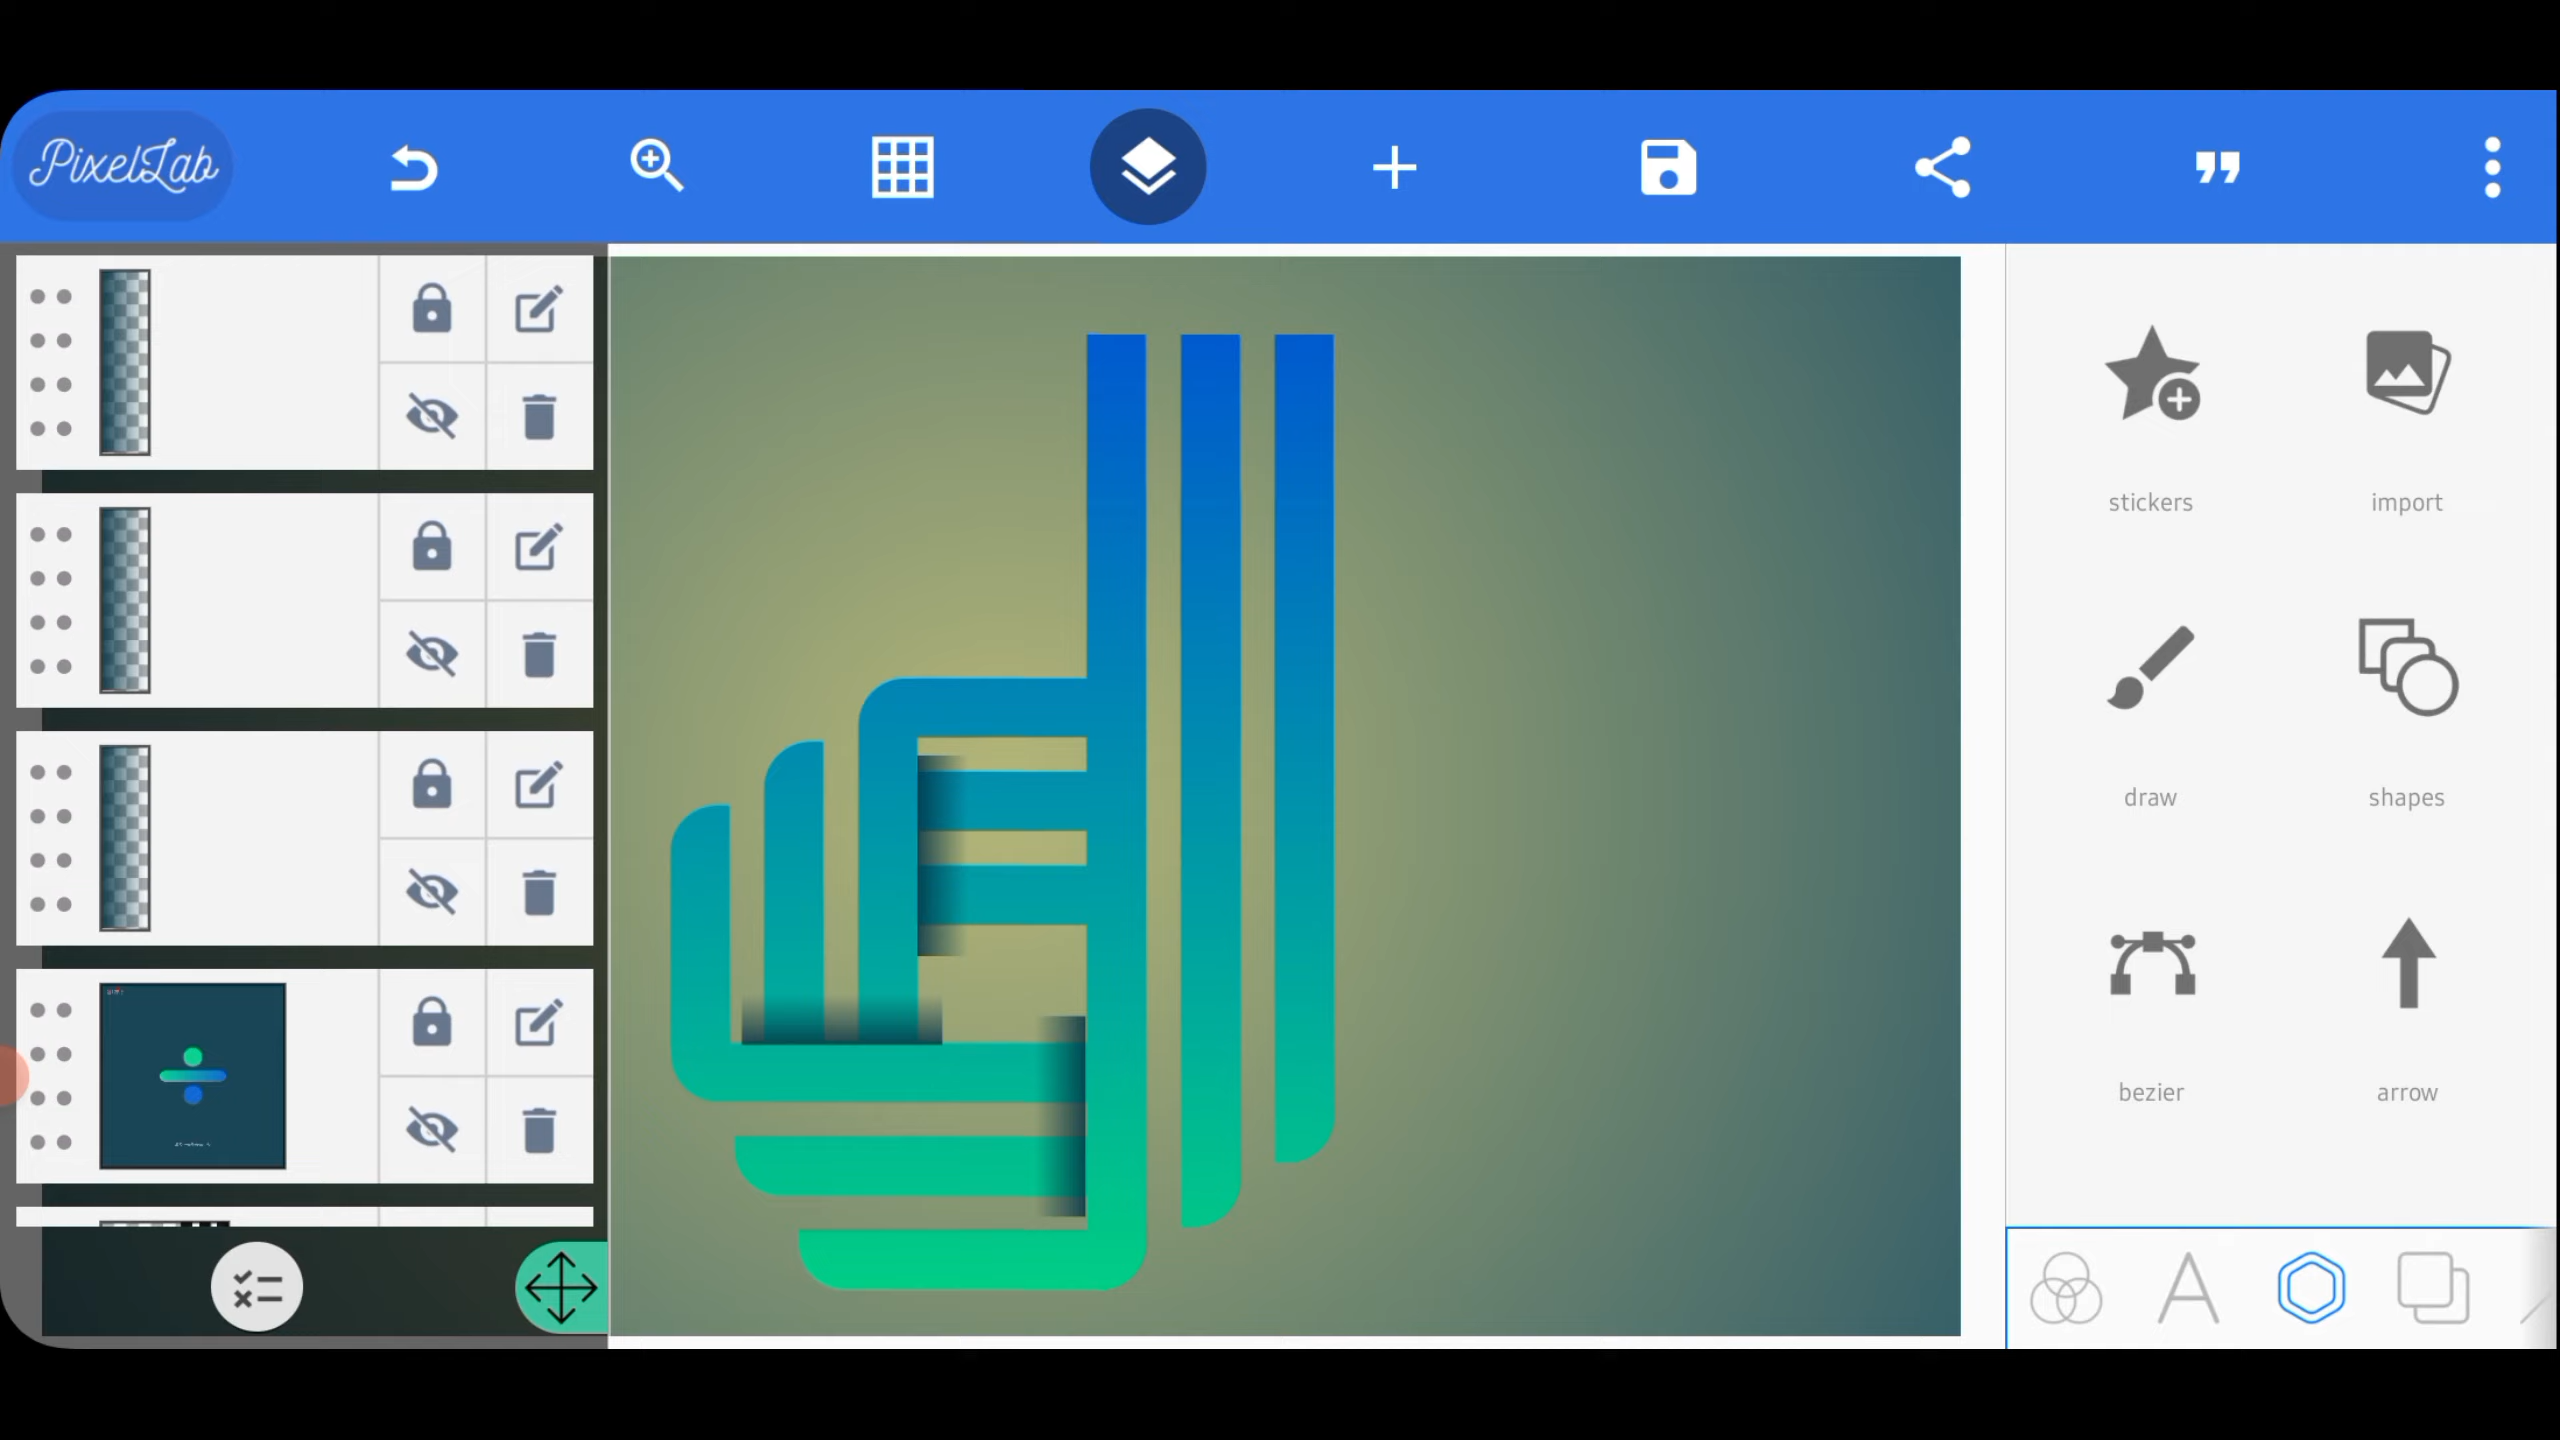 PixelLab
stickers
import
draw
shapes
bezier
arrow